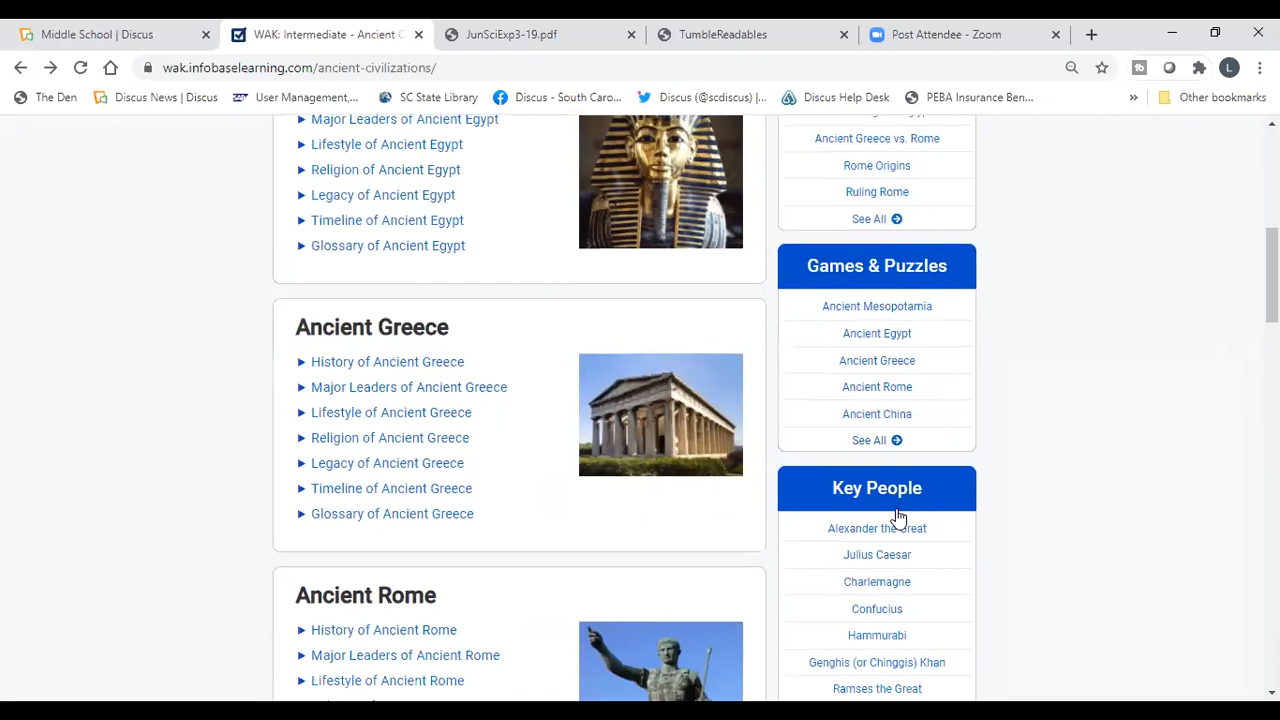 Middle School | Discus
WAK: Intermediate - Ancient C
JunSciExp3-19.pdf
TumbleReadables
Post Attendee - Zoom
wak.infobaselearning.com/ancient-civilizations/
The Den
Discus News | Discus
User Management,...
SC State Library
Discus - South Caro...
Discus (@scdiscus) |...
Discus Help Desk
PEBA Insurance Ben...
»
Other bookmarks
Major Leaders of Ancient Egypt
Lifestyle of Ancient Egypt
Religion of Ancient Egypt
Legacy of Ancient Egypt
Timeline of Ancient Egypt
Glossary of Ancient Egypt
Ancient Greece
History of Ancient Greece
Major Leaders of Ancient Greece
Lifestyle of Ancient Greece
Religion of Ancient Greece
Legacy of Ancient Greece
Timeline of Ancient Greece
Glossary of Ancient Greece
Ancient Rome
History of Ancient Rome
Major Leaders of Ancient Rome
Lifestyle of Ancient Rome
Ancient Greece vs. Rome
Rome Origins
Ruling Rome
See All
Games & Puzzles
Ancient Mesopotamia
Ancient Egypt
Ancient Greece
Ancient Rome
Ancient China
See All
Key People
Alexander the Great
Julius Caesar
Charlemagne
Confucius
Hammurabi
Genghis (or Chinggis) Khan
Ramses the Great